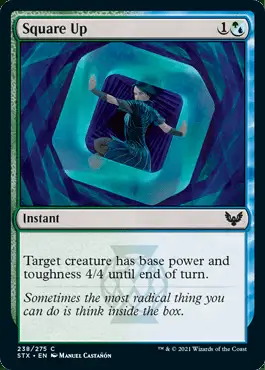 Square Up 1
Instant
Target creature has base power and
toughness 4/4 until end of turn.
Sometimes the most radical thing you
can do is think inside the box.
238/275 C
STX • EN MANUEL CASTAÑÓN
™ & © 2021 Wizards of the Coast